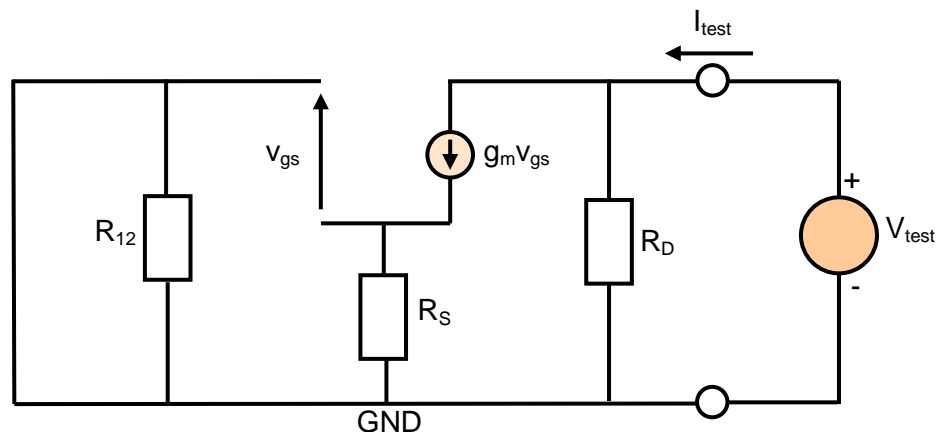 I_test
v_gs
g_mv_gs
+
R_12
R_D
V_test
-
R_S
GND